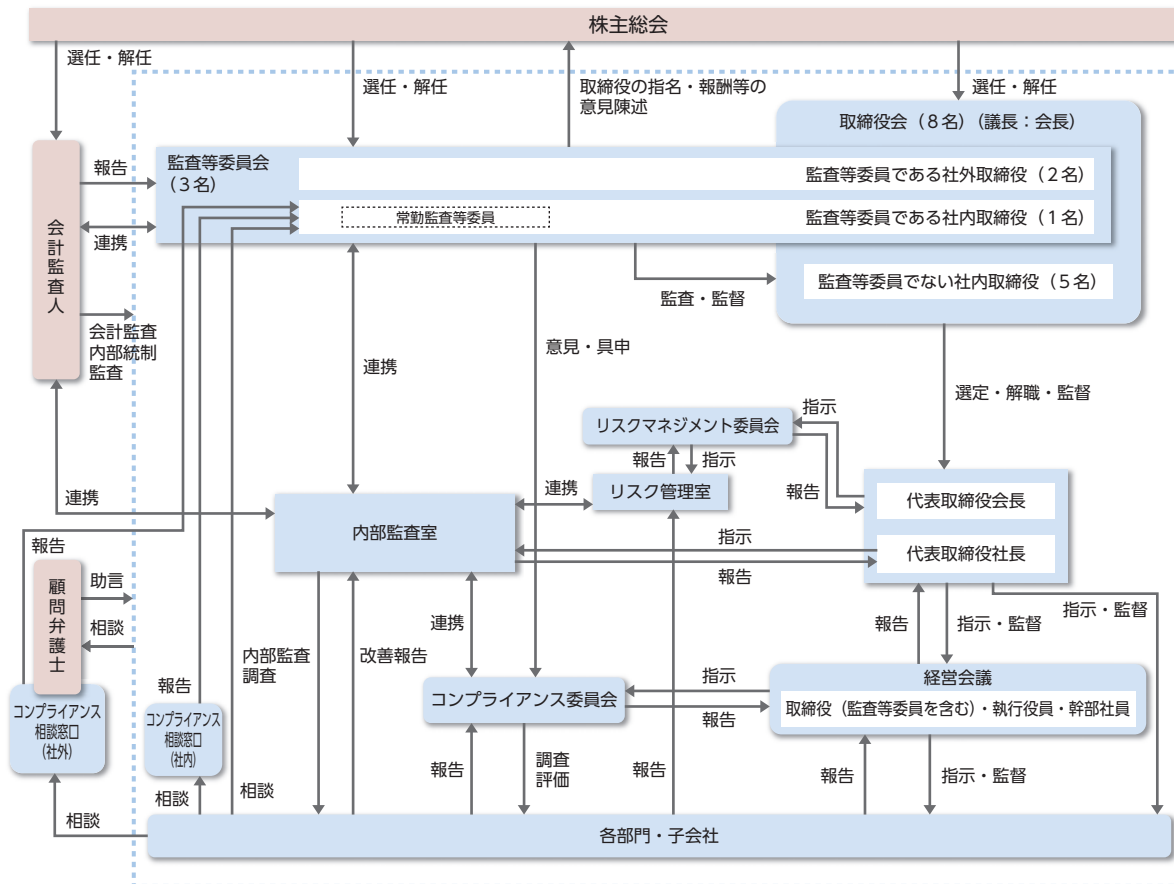 株主総会
選任・解任
選任・解任
取締役の指名・報酬等の
意見陳述
選任・解任
取締役会（８名）（議長：会長）
報告
監査等委員会
（３名）
監査等委員である社外取締役（２名）
常勤監査等委員
監査等委員である社内取締役（１名）
会計監査人
連携
監査・監督
監査等委員でない社内取締役（５名）
会計監査
内部統制
監査
意見・具申
連携
選定・解職・監督
指示
リスクマネジメント委員会
報告
指示
連携
連携
リスク管理室
報告
代表取締役会長
内部監査室
指示
代表取締役社長
報告
報告
顧問弁護士
助言
相談
内部監査
調査
改善報告
連携
報告
指示・監督
指示・監督
報告
コンプライアンス
相談窓口
（社外）
コンプライアンス
相談窓口
（社内）
コンプライアンス委員会
指示
報告
経営会議
取締役（監査等委員を含む）・執行役員・幹部社員
相談
相談
相談
報告
調査
評価
報告
報告
指示・監督
各部門・子会社